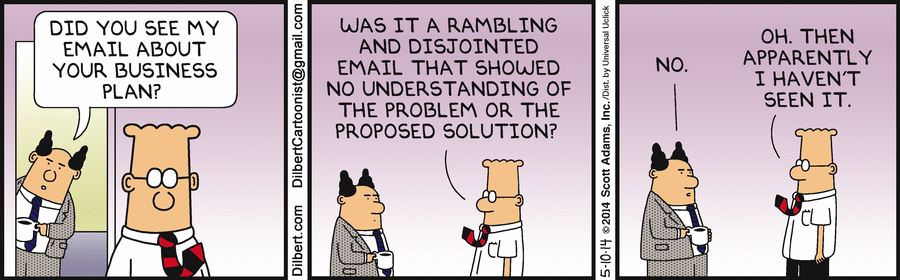 DID YOU SEE MY
EMAIL ABOUT
YOUR BUSINESS
PLAN?
Dilbert.com DilbertCartoonist@gmail.com
WAS IT A RAMBLING
AND DISJOINTED
EMAIL THAT SHOWED
NO UNDERSTANDING OF
THE PROBLEM OR THE
PROPOSED SOLUTION?
5-10-14 © 2014 Scott Adams, Inc. /Dist. by Universal Uclick
NO.
OH. THEN
APPARENTLY
I HAVEN'T
SEEN IT.